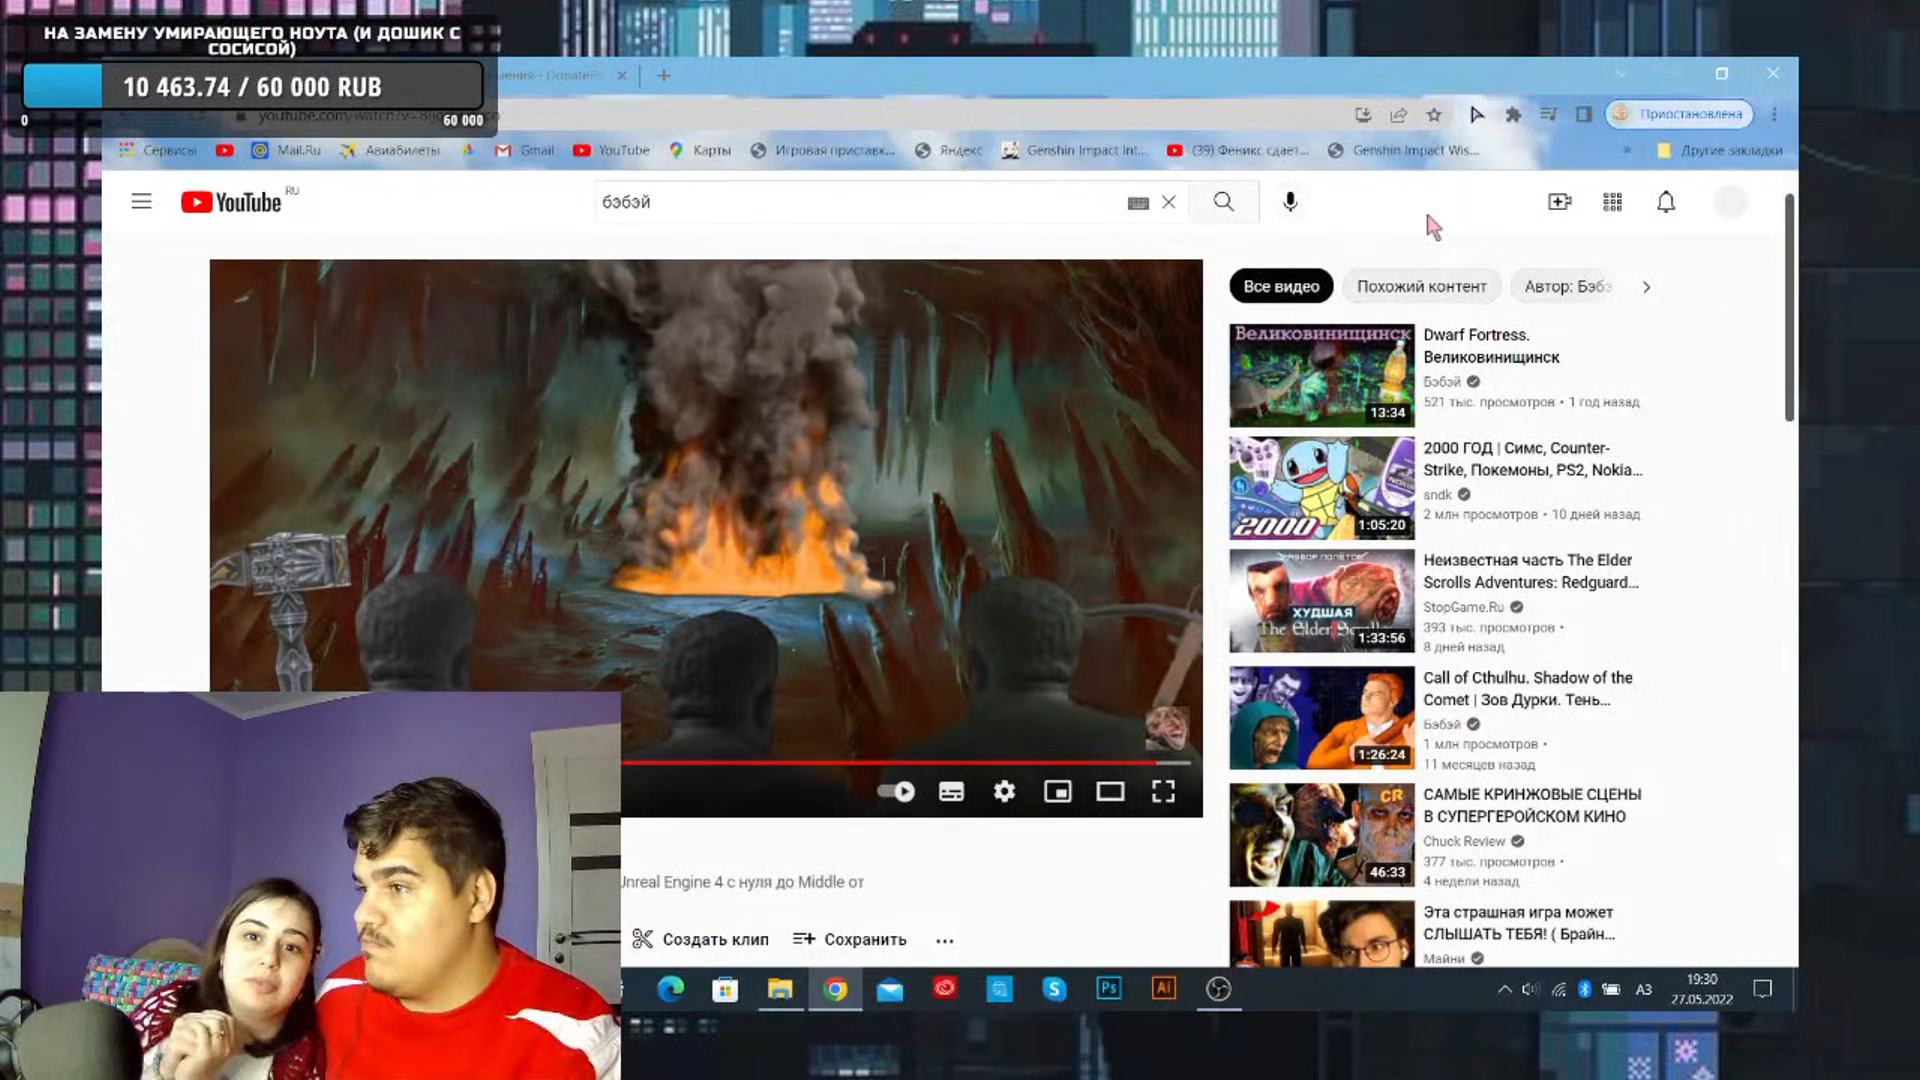 НА ЗАМЕНУ УМИРАЮЩЕГО НОУТА (И ДОШИК С
СОСИСОЙ)
10 463.74 / 60 000 RUB
0
60 000
Приостановлена
Сервисы
Mail.Ru
Авиабилеты
Gmail
YouTube
Карты
Игровая приставк...
Яндекс
Genshin Impact Int...
(39) Феникс сдает...
Genshin Impact Wis...
»
Другие закладки
YouTube
RU
бэбэй
Все видео
Похожий контент
Автор: Бэбэ
Великовинищинск
13:34
Dwarf Fortress.
Великовинищинск
Бэбэй
521 тыс. просмотров • 1 год назад
2000
1:05:20
2000 ГОД | Симс, Counter-
Strike, Покемоны, PS2, Nokia...
sndk
2 млн просмотров • 10 дней назад
РАЗБОР ПОЛЁТОВ
ХУДШАЯ
The Elder Scrolls
1:33:56
Неизвестная часть The Elder
Scrolls Adventures: Redguard...
StopGame.Ru
393 тыс. просмотров •
8 дней назад
1:26:24
Call of Cthulhu. Shadow of the
Comet | Зов Дурки. Тень...
Бэбэй
1 млн просмотров •
11 месяцев назад
CR
46:33
САМЫЕ КРИНЖОВЫЕ СЦЕНЫ
В СУПЕРГЕРОЙСКОМ КИНО
Chuck Review
377 тыс. просмотров •
4 недели назад
Эта страшная игра может
СЛЫШАТЬ ТЕБЯ! ( Брайн...
Майни
Unreal Engine 4 с нуля до Middle от
Создать клип
Сохранить
Ps
Ai
АЗ
19:30
27.05.2022